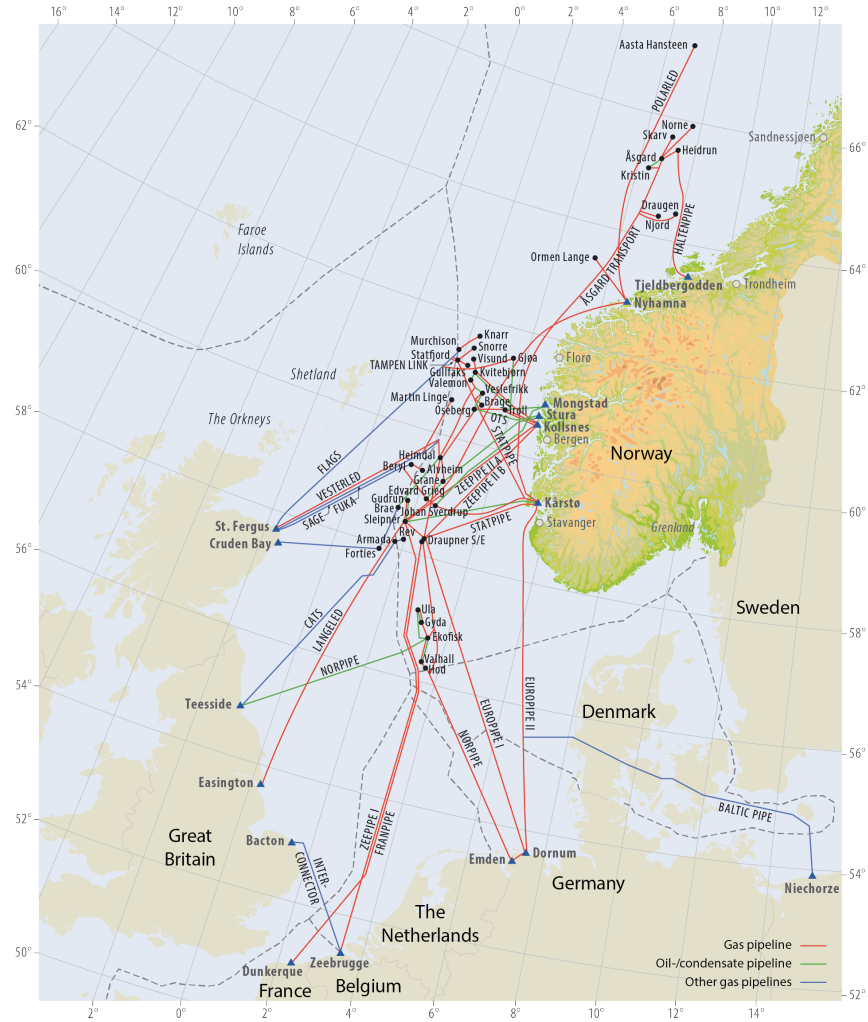 16° 14° 12° 10° 8° 6° 4° 2° 0° 2° 4° 6° 8° 10° 12°
Aasta Hansteen
POLARLED
62°
Norne
Skarv
Sandnessjøen
66°
Åsgard
Heidrun
Kristin
Draugen
Njord
HALTENPIPE
Faroe
Islands
ÅSGARD TRANSPORT
Ormen Lange
60°
64°
Tjeldbergodden
Trondheim
Nyhamna
Murchison
Knarr
Snorre
Statfjord
Visund
Gjøa
Florø
TAMPEN LINK
Gullfaks
Kvitebjørn
Shetland
Valemon
Veslefrikk
62°
Martin Linge
Brage
Mongstad
58°
Oseberg
Troll
Stura
The Orkneys
OTS
Kollsnes
Bergen
STATPIPE
Norway
FLAGS
Heimdal
Beryl
Alvheim
Grane
ZEEPIPE II A
ZEEPIPE II B
VESTERLED
Edvard Grieg
Gudrun
SAGE
FUKA
Brae
Johan Sverdrup
Kårstø
60°
St. Fergus
Sleipner
STATPIPE
Stavanger
Grenland
Rev
Cruden Bay
Armada
Draupner S/E
56°
Forties
CATS
LANGELED
Ula
Sweden
Gyda
58°
Ekofisk
NORPIPE
Valhall
Hod
54°
Teesside
EUROPIPE II
EUROPIPE I
Denmark
NORPIPE
56°
Easington
BALTIC PIPE
52°
ZEEPIPE I
FRANPIPE
Great
Britain
Bacton
INTER-
CONNECTOR
Emden
Dornum
54°
Germany
Niechorze
The
Netherlands
50°
Gas pipeline
Oil-/condensate pipeline
Zeebrugge
Dunkerque
Other gas pipelines
France
Belgium
52°
2° 0° 2° 4° 6° 8° 10° 12° 14°